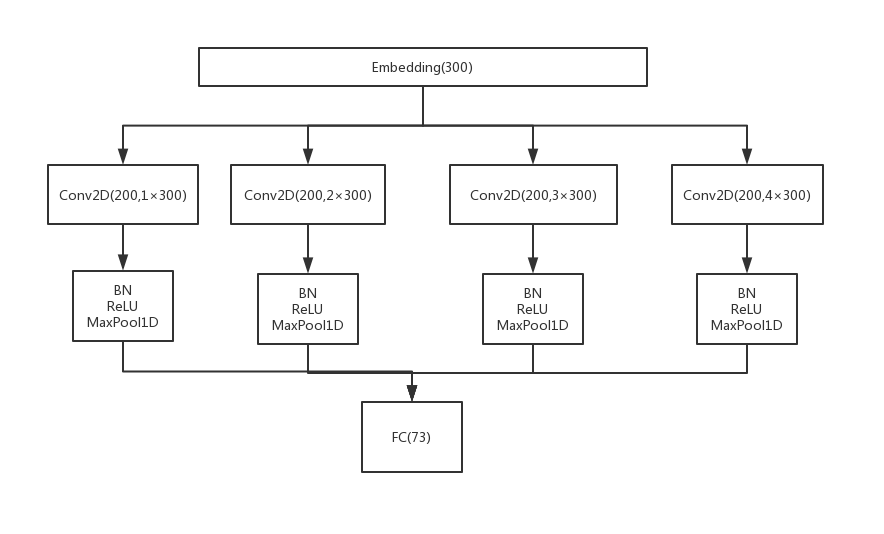 Embedding(300)
Conv2D(200,1×300)
Conv2D(200,2×300)
Conv2D(200,3×300)
Conv2D(200,4×300)
BN
ReLU
MaxPool1D
BN
ReLU
MaxPool1D
BN
ReLU
MaxPool1D
BN
ReLU
MaxPool1D
FC(73)